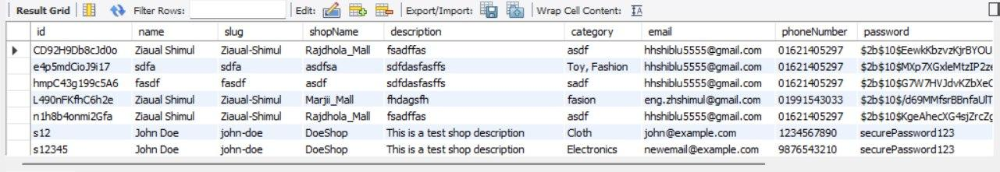 Result Grid Filter Rows: Edit: Export/Import: Wrap Cell Content: IA
id name slug shopName description category email phoneNumber password
CD92H9Db8cJd0o Ziaual Shimul Ziaual-Shimul Rajdhola_Mall fsadffas asdf hhshiblu5555@gmail.com 01621405297 $2b$10$EewkKbzvzKjrBYOU
e4p5mdCioJ9i17 sdfa sdfa asdfsa sdfdasfasffs Toy, Fashion hhshiblu5555@gmail.com 01621405297 $2b$10$MXp7XGxleMtzIP2ze
hmpC43g199c5A6 fasdf fasdf asdf sdfdasfasffs sadf hhshiblu5555@gmail.com 01621405297 $2b$10$G7W7HVJdvKZbXeC
L490nFKfhC6h2e Ziaual Shimul Ziaual-Shimul Marjii_Mall fhdagsfh fasion eng.zhshimul@gmail.com 01991543033 $2b$10$/d69MMfsrBBnfaUlT
n1h8b4onmi2Gfa Ziaual Shimul Ziaual-Shimul Rajdhola_Mall fsadffas asdf hhshiblu5555@gmail.com 01621405297 $2b$10$KgeAhecXG4sjZrcZg
s12 John Doe john-doe DoeShop This is a test shop description Cloth john@example.com 1234567890 securePassword123
s12345 John Doe john-doe DoeShop This is a test shop description Electronics newemail@example.com 9876543210 securePassword123